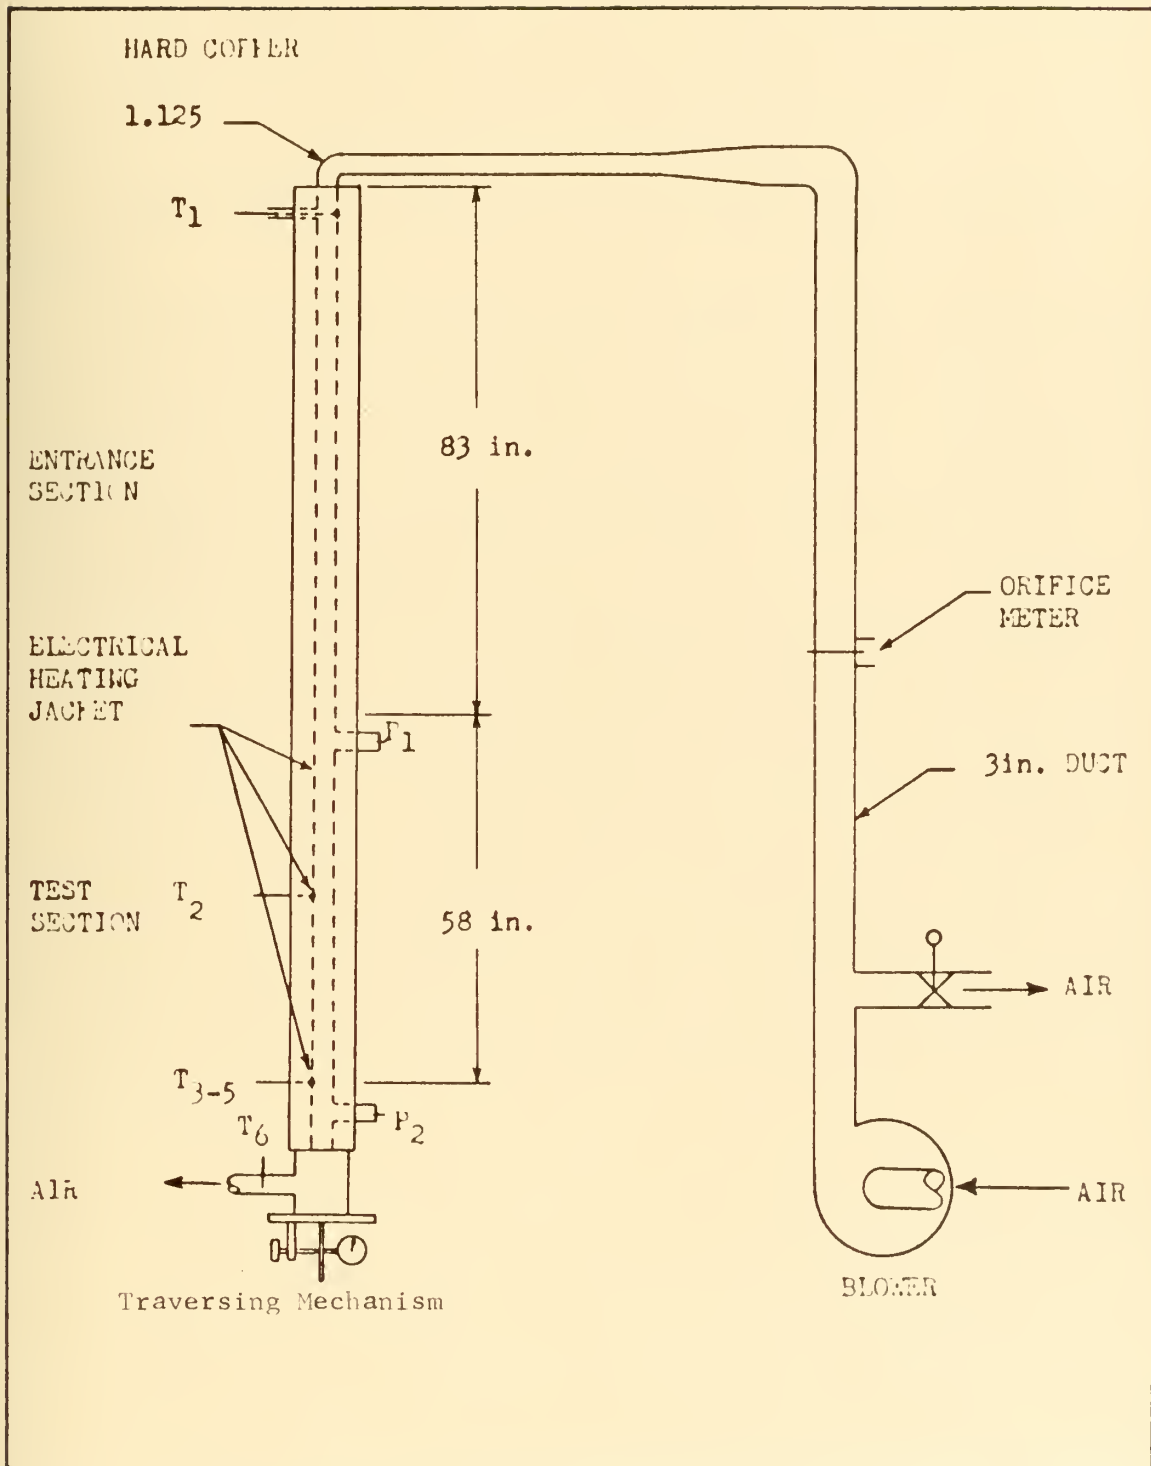 HARD COPPER
1.125
T1
83 in.
ENTRANCE
SECTION
ORIFICE
METER
ELECTRICAL
HEATING
JACKET
P1
3in. DUCT
TEST
SECTION
T2
58 in.
AIR
T3-5
P2
T6
AIR
AIR
BLOWER
Traversing Mechanism